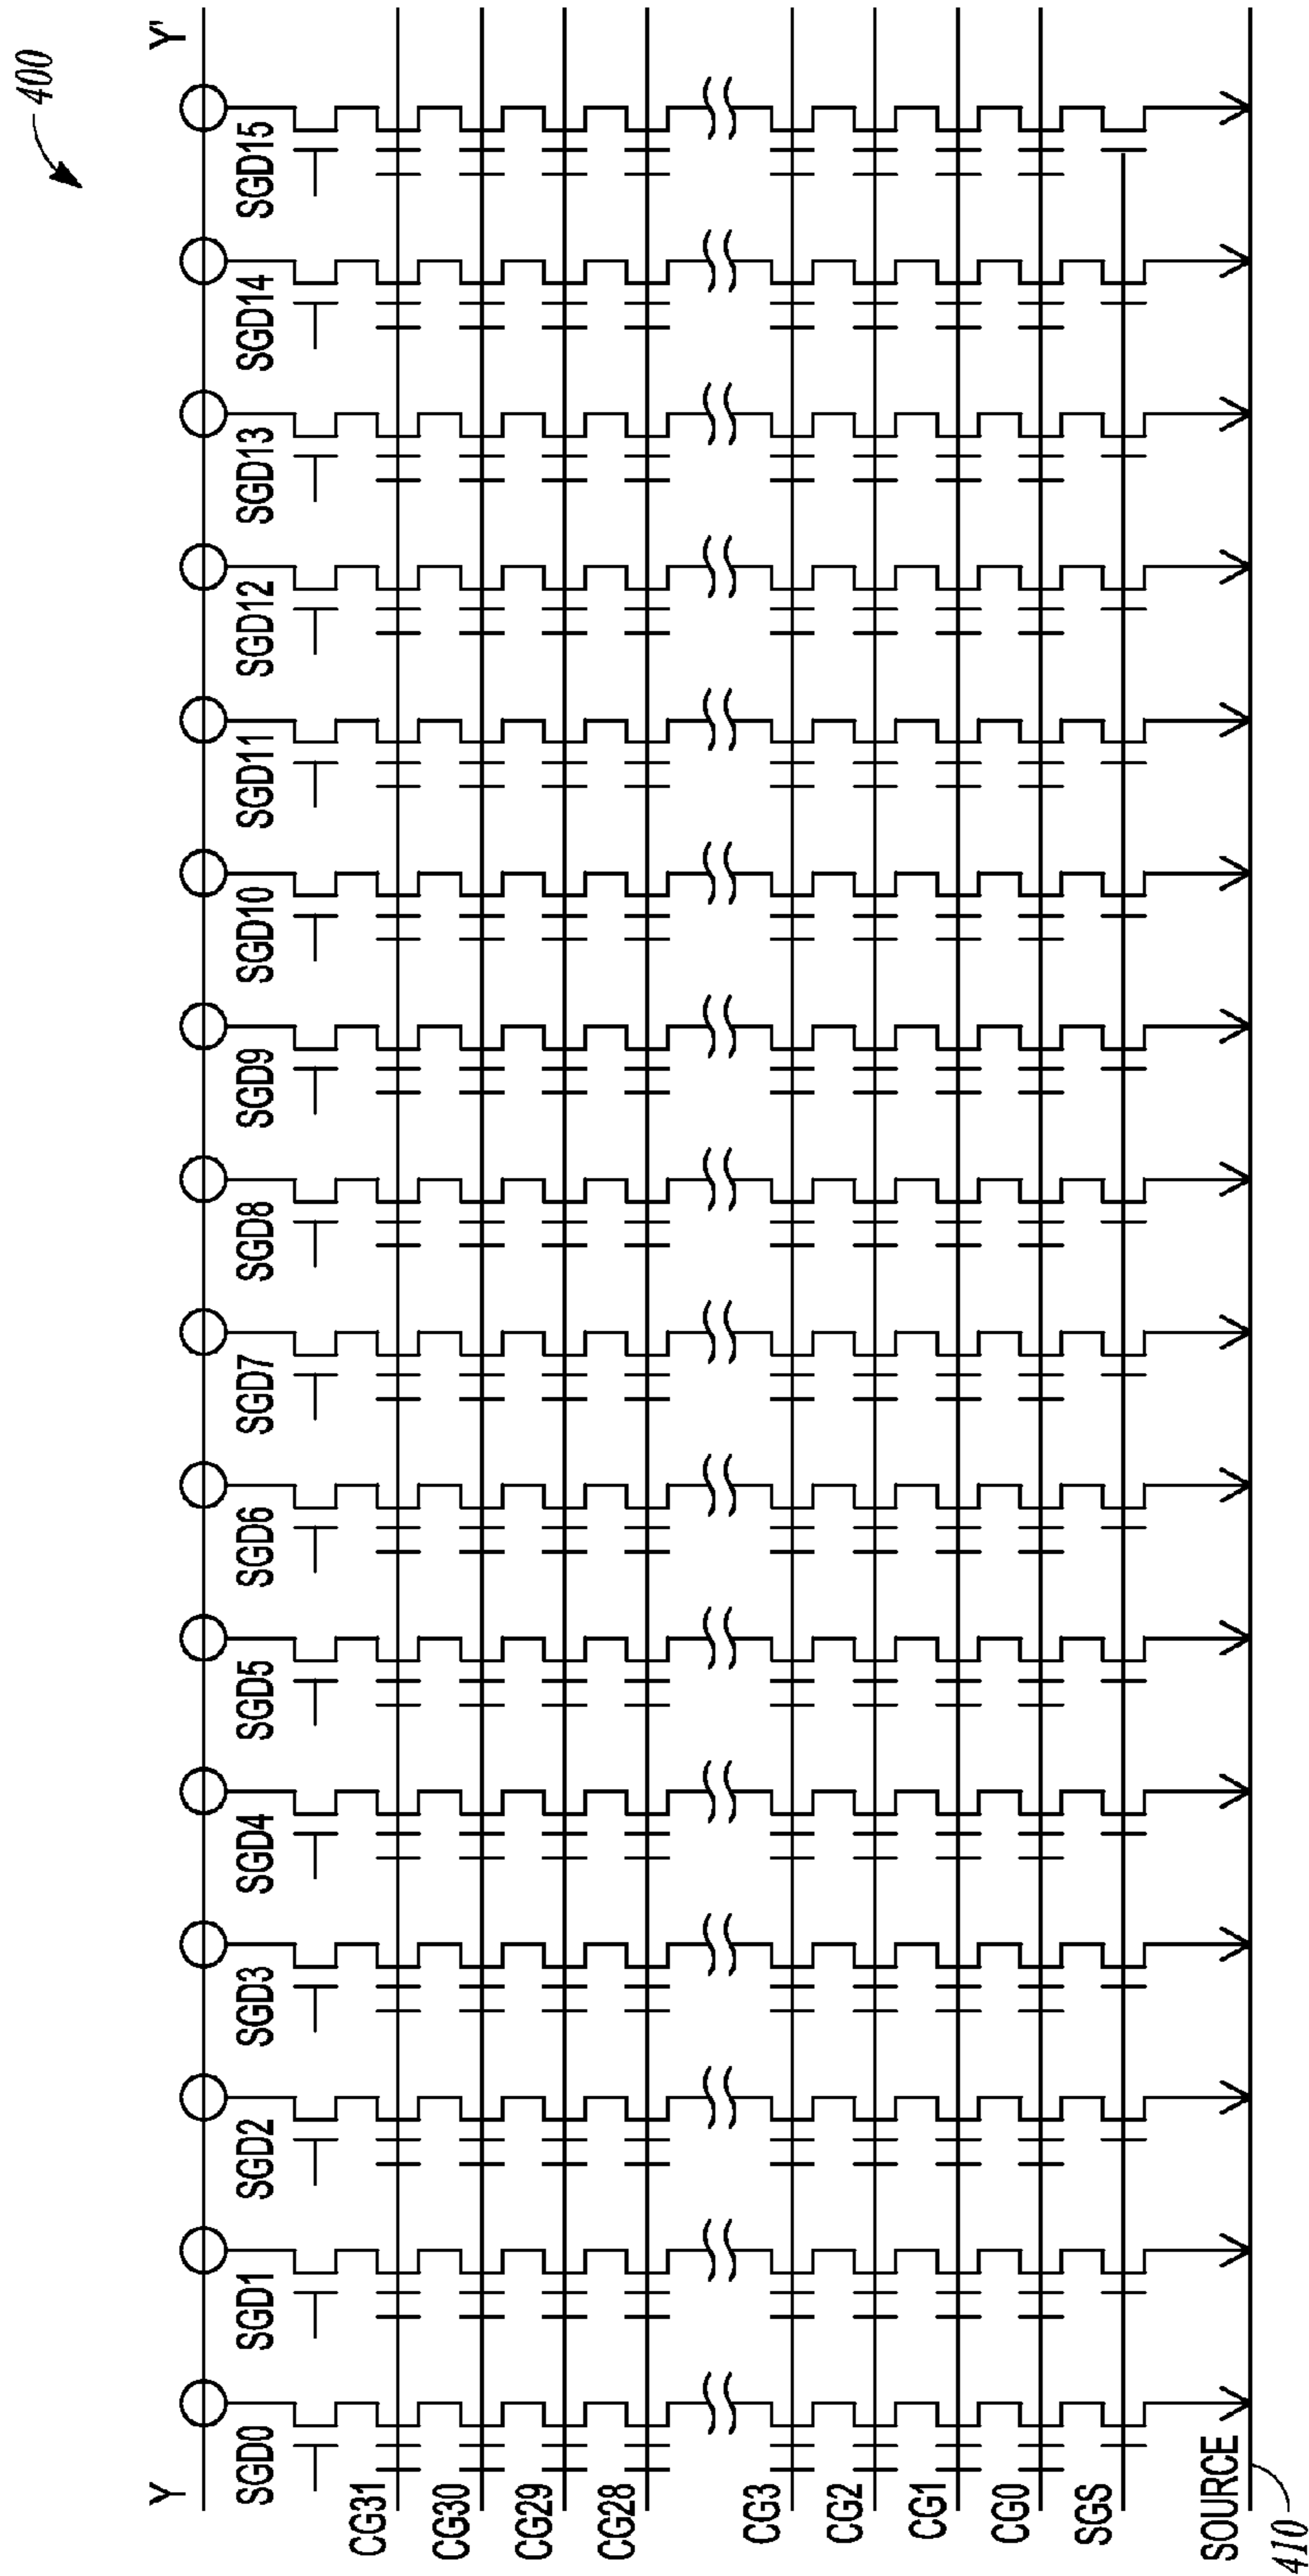 400
Y Y'
SGD0 SGD1 SGD2 SGD3 SGD4 SGD5 SGD6 SGD7 SGD8 SGD9 SGD10 SGD11 SGD12 SGD13 SGD14 SGD15
CG31
CG30
CG29
CG28
CG3
CG2
CG1
CG0
SGS
SOURCE
410